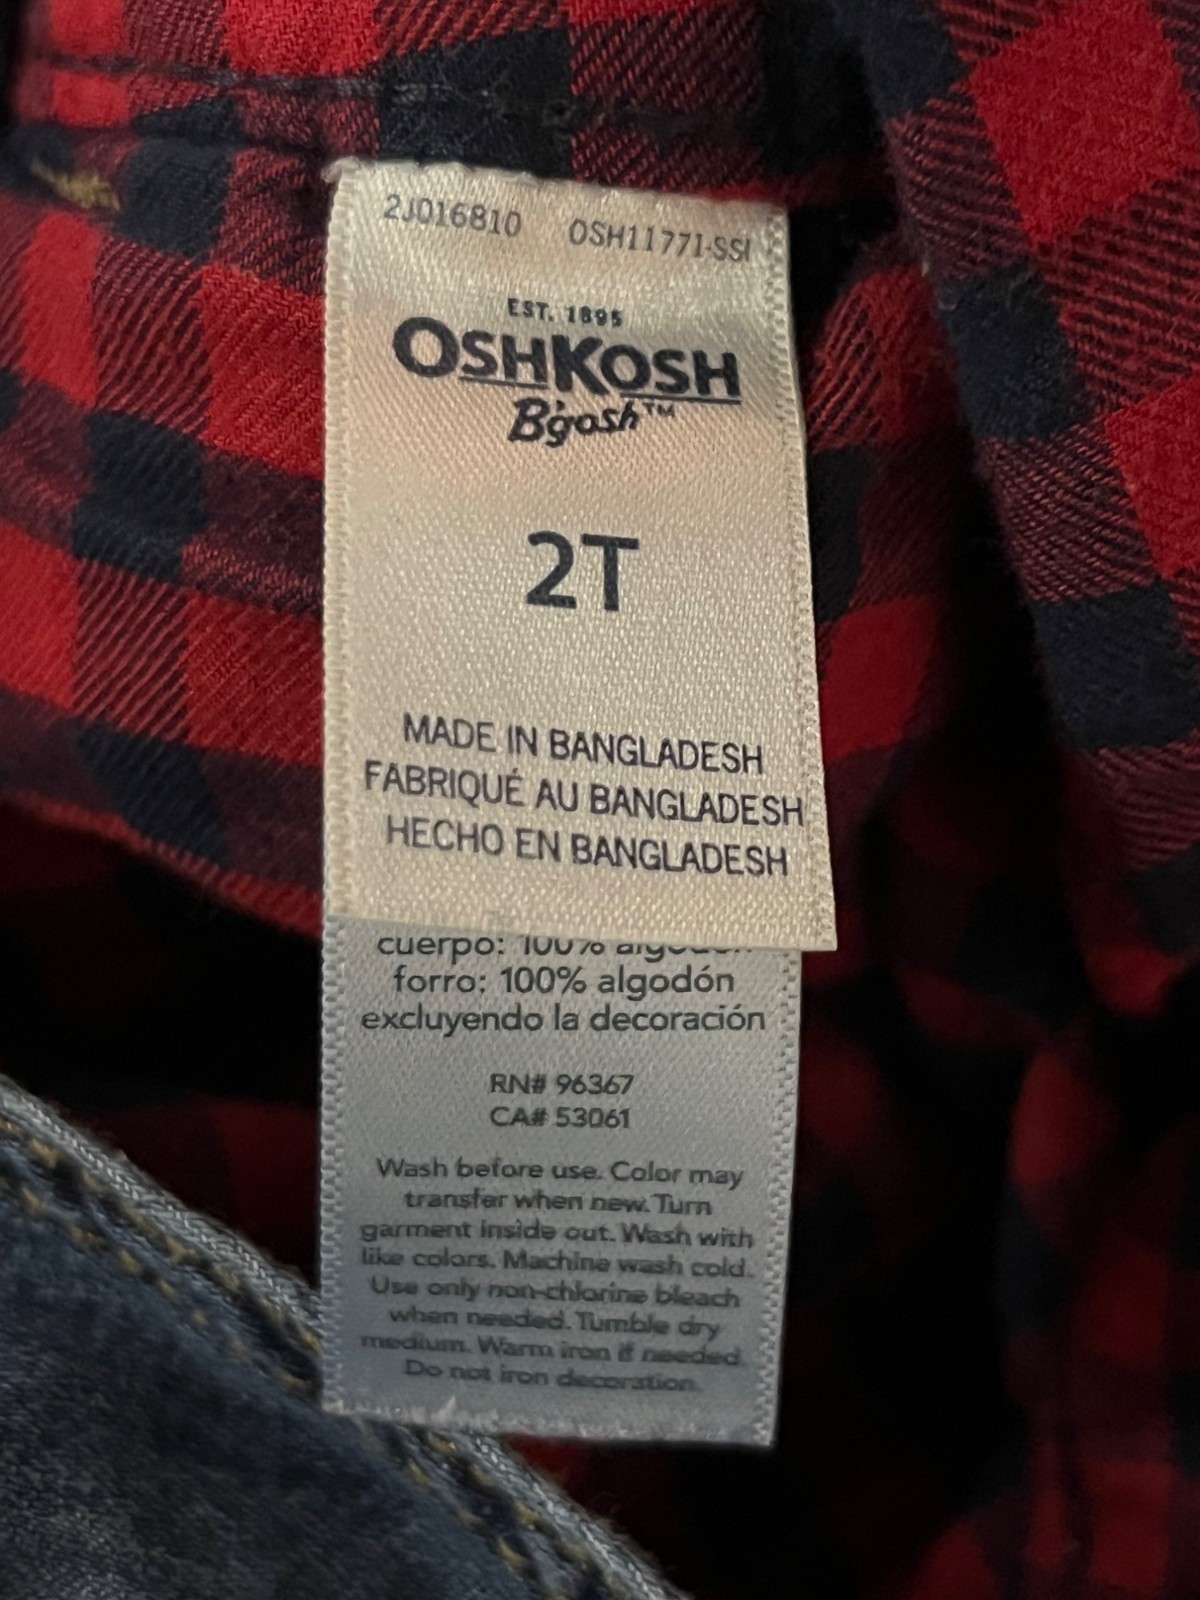 2J016810 OSH11771-SSI
EST. 1895
OSHKOSH
B'gosh™
2T
MADE IN BANGLADESH
FABRIQUÉ AU BANGLADESH
HECHO EN BANGLADESH
cuerpo: 100% algodón
forro: 100% algodón
excluyendo la decoración
RN# 96367
CA# 53061
Wash before use. Color may
transfer when new. Turn
garment inside out. Wash with
like colors. Machine wash cold.
Use only non-chlorine bleach
when needed. Tumble dry
medium. Warm iron if needed.
Do not iron decoration.